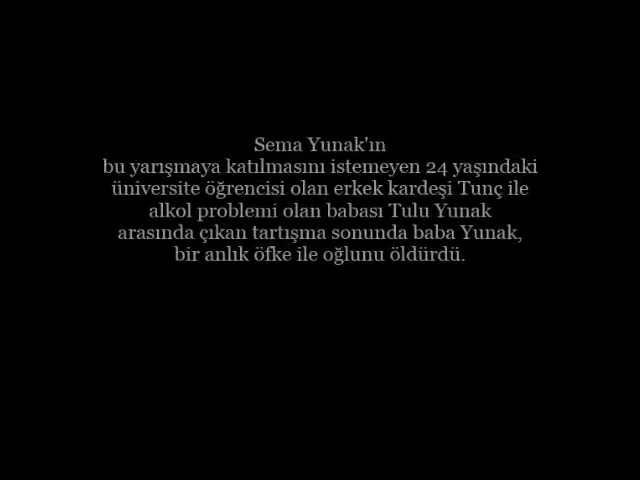 Sema Yunak'ın
bu yarışmaya katılmasını istemeyen 24 yaşındaki
üniversite öğrencisi olan erkek kardeşi Tunç ile
alkol problemi olan babası Tulu Yunak
arasında çıkan tartışma sonunda baba Yunak,
bir anlık öfke ile oğlunu öldürdü.